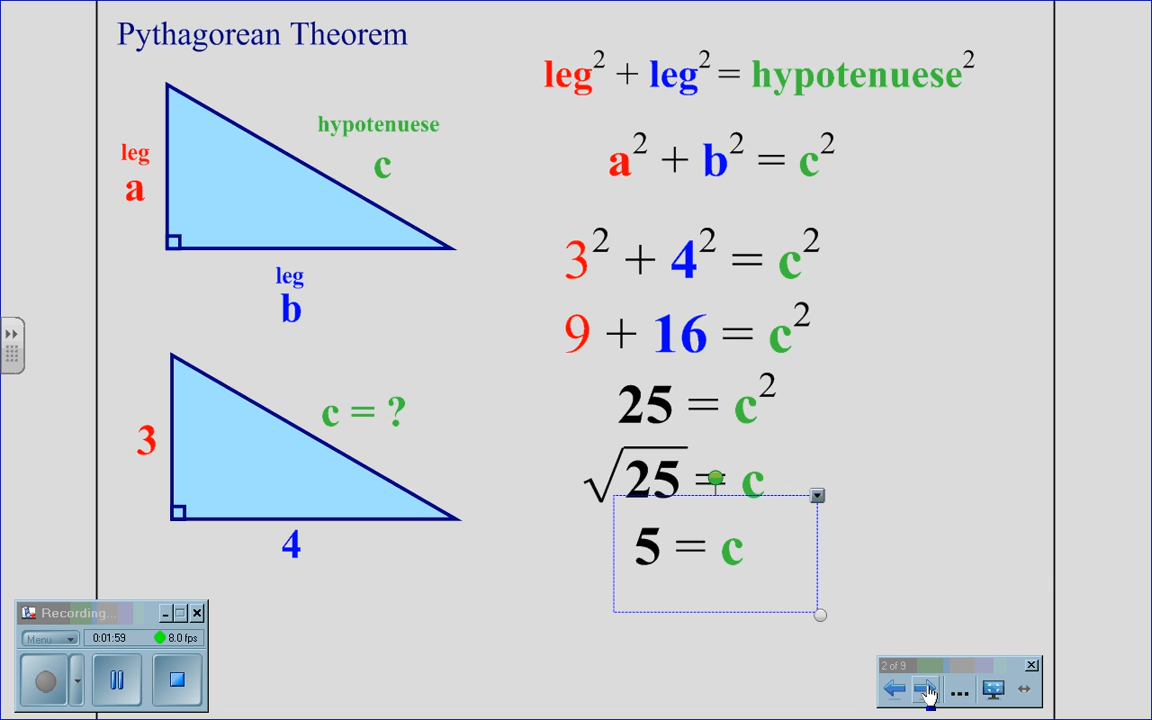 Pythagorean Theorem
leg² + leg² = hypotenuese²
hypotenuese
leg
c
a
a² + b² = c²
leg
b
3² + 4² = c²
9 + 16 = c²
c = ?
3
25 = c²
√25 = c
4
5 = c
Recording...
Menu
0:01:59
8.0 fps
2 of 9